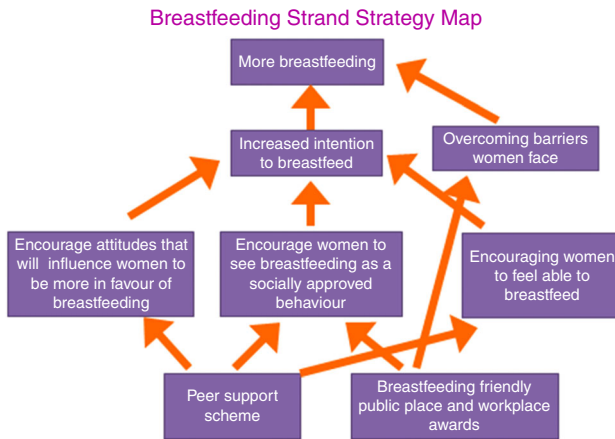 Breastfeeding Strand Strategy Map
More breastfeeding
Increased intention
to breastfeed
Overcoming barriers
women face
Encourage attitudes that
will influence women to
be more in favour of
breastfeeding
Encourage women to
see breastfeeding as a
socially approved
behaviour
Encouraging women
to feel able to
breastfeed
Peer support
scheme
Breastfeeding friendly
public place and workplace
awards